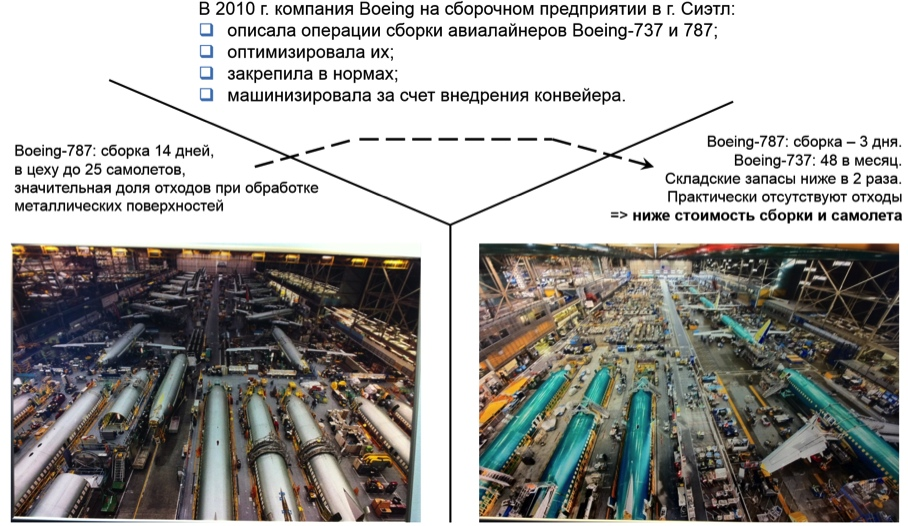 В 2010 г. компания Boeing на сборочном предприятии в г. Сиэтл:
описала операции сборки авиалайнеров Boeing-737 и 787;
оптимизировала их;
закрепила в нормах;
машинизировала за счет внедрения конвейера.
Boeing-787: сборка 14 дней,
в цеху до 25 самолетов,
значительная доля отходов при обработке
металлических поверхностей
Boeing-787: сборка – 3 дня.
Boeing-737: 48 в месяц.
Складские запасы ниже в 2 раза.
Практически отсутствуют отходы
=> ниже стоимость сборки и самолета